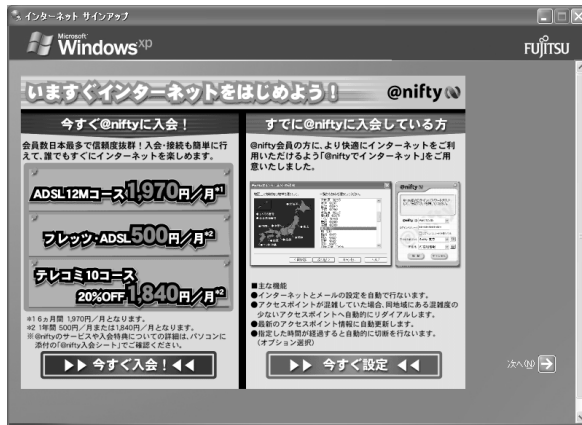 インターネット サインアップ
Microsoft
Windows xp
FUJITSU
いますぐインターネットをはじめよう！
@nifty
今すぐ@niftyに入会！
会員数日本最多で信頼度抜群！入会・接続も簡単に行
えて、誰でもすぐにインターネットを楽しめます。
ADSL12Mコース1,970円／月*1
フレッツ・ADSL500円／月*2
テレコミ10コース
20%OFF 1,840円／月*2
*1 6ヵ月間 1,970円／月となります。
*2 1年間 500円／月または1,840円／月となります。
※@niftyのサービスや入会特典についての詳細は、パソコンに
添付の「@nifty入会シート」でご確認ください。
▶▶ 今すぐ入会！◀◀
すでに@niftyに入会している方
@nifty会員の方に、より快適にインターネットをご利
用いただけるよう「@niftyでインターネット」をご用
意いたしました。
@nifty
■主な機能
●インターネットとメールの設定を自動で行ないます。
●アクセスポイントが混雑していた場合、同地域にある混雑度の
少ないアクセスポイントへ自動的にリダイアルします。
●最新のアクセスポイント情報に自動更新します。
●指定した時間が経過すると自動的に切断を行ないます。
（オプション選択）
▶▶ 今すぐ設定 ◀◀
次へ(N)